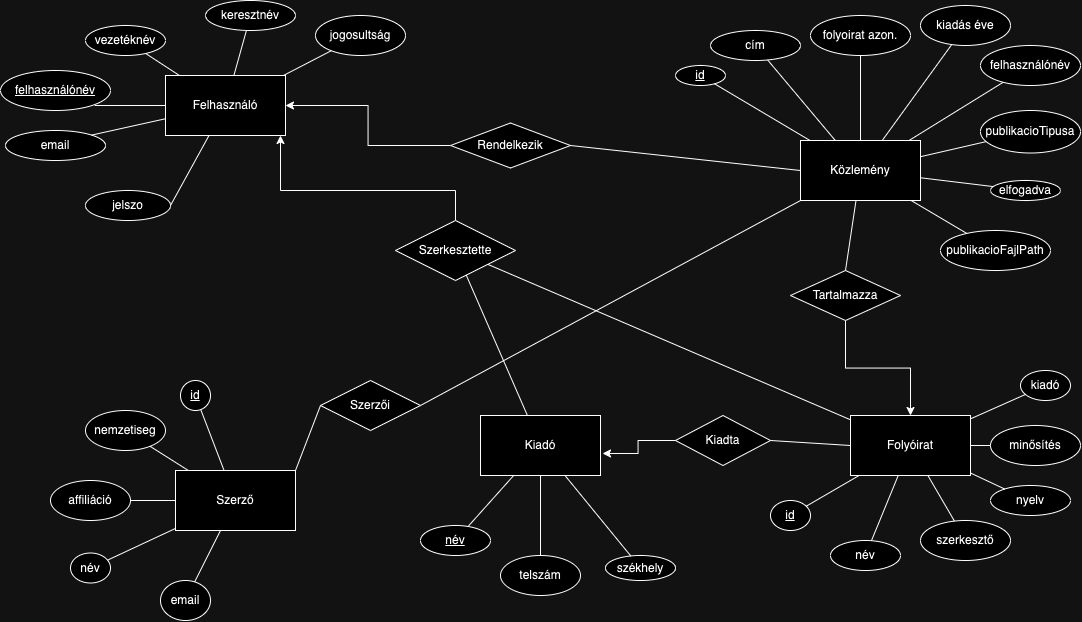 keresztnév
vezetéknév
jogosultság
felhasználónév
Felhasználó
email
jelszo
cím
folyoirat azon.
kiadás éve
id
felhasználónév
publikacioTipusa
Közlemény
elfogadva
publikacioFajlPath
Rendelkezik
Szerkesztette
Tartalmazza
id
Szerzői
nemzetiseg
affiliáció
Szerző
név
email
Kiadó
név
telszám
székhely
Kiadta
kiadó
Folyóirat
minősítés
nyelv
id
szerkesztő
név